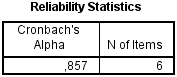 Reliability Statistics
Cronbach's
Alpha
N of Items
,857
6